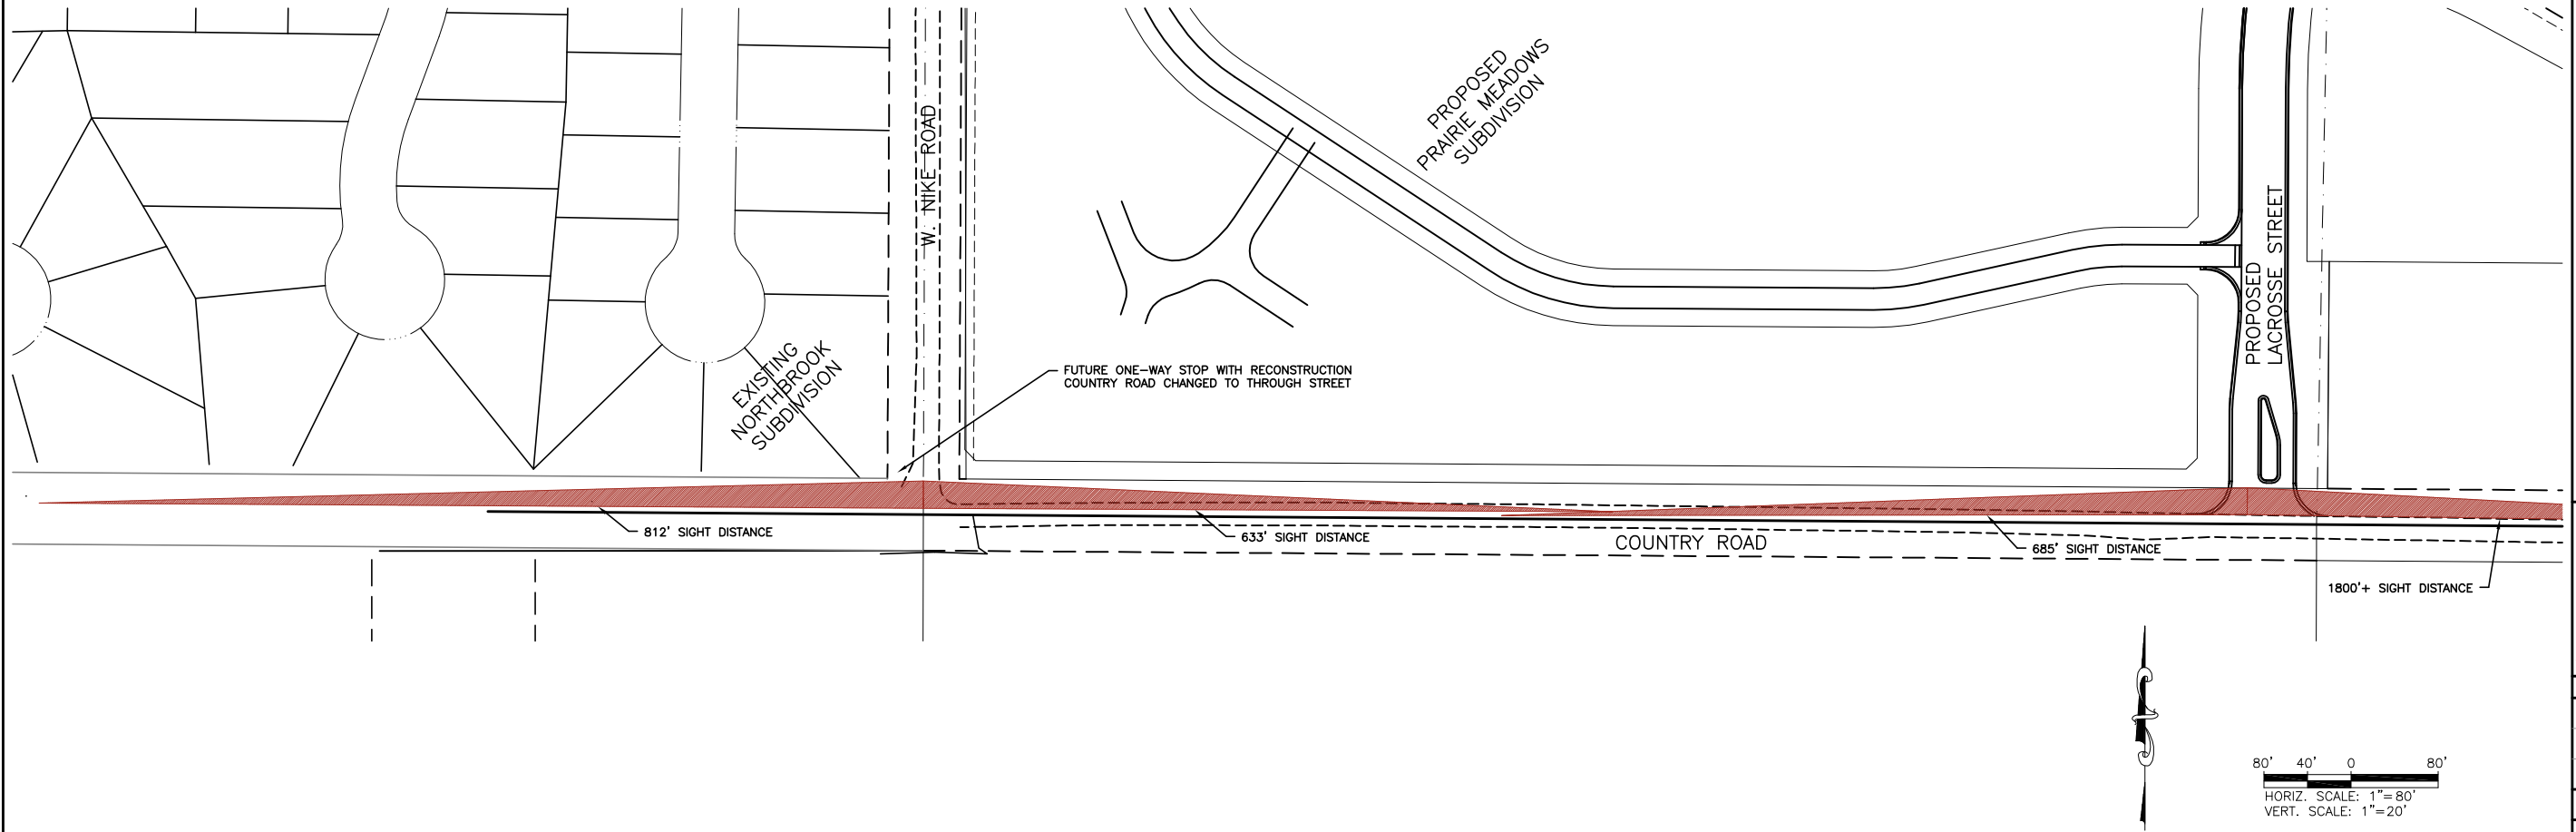 PROPOSED
PRAIRIE MEADOWS
SUBDIVISION
W. NIKE ROAD
PROPOSED
LACROSSE STREET
EXISTING
NORTHBROOK
SUBDIVISION
FUTURE ONE-WAY STOP WITH RECONSTRUCTION
COUNTRY ROAD CHANGED TO THROUGH STREET
812' SIGHT DISTANCE
633' SIGHT DISTANCE
COUNTRY ROAD
685' SIGHT DISTANCE
1800'+ SIGHT DISTANCE
80' 40' 0 80'
HORIZ. SCALE: 1"=80'
VERT. SCALE: 1"=20'